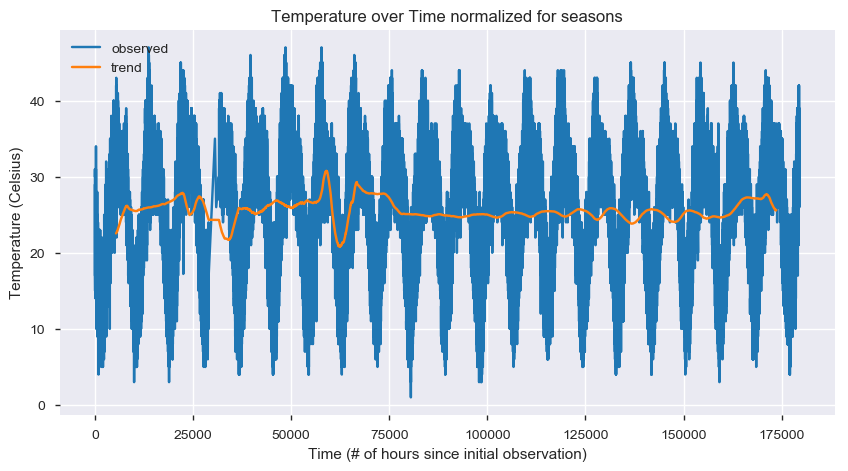 Temperature over Time normalized for seasons
observed
trend
Temperature (Celsius)
40
30
20
10
0
0 25000 50000 75000 100000 125000 150000 175000
Time (# of hours since initial observation)